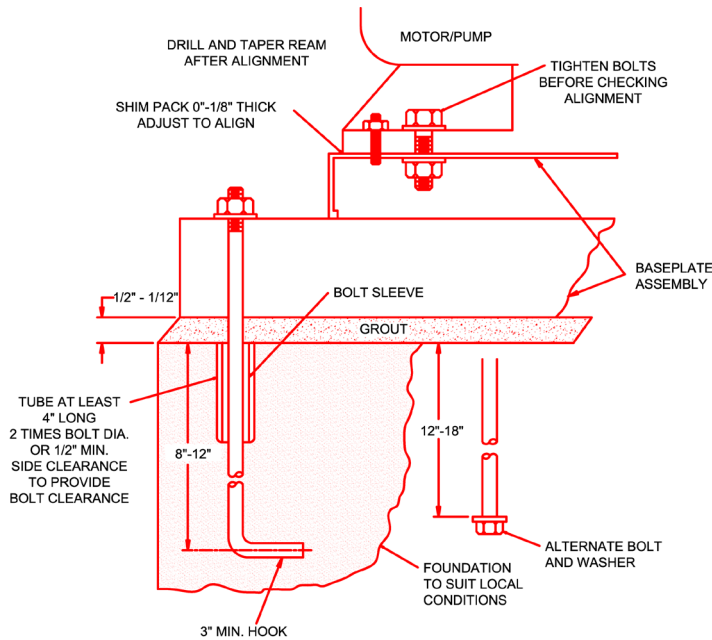 DRILL AND TAPER REAM
AFTER ALIGNMENT
MOTOR/PUMP
TIGHTEN BOLTS
BEFORE CHECKING
ALIGNMENT
SHIM PACK 0"-1/8" THICK
ADJUST TO ALIGN
BASEPLATE
ASSEMBLY
1/2" - 1/12"
BOLT SLEEVE
GROUT
TUBE AT LEAST
4" LONG
2 TIMES BOLT DIA.
OR 1/2" MIN.
SIDE CLEARANCE
TO PROVIDE
BOLT CLEARANCE
8"-12"
12"-18"
ALTERNATE BOLT
AND WASHER
FOUNDATION
TO SUIT LOCAL
CONDITIONS
3" MIN. HOOK